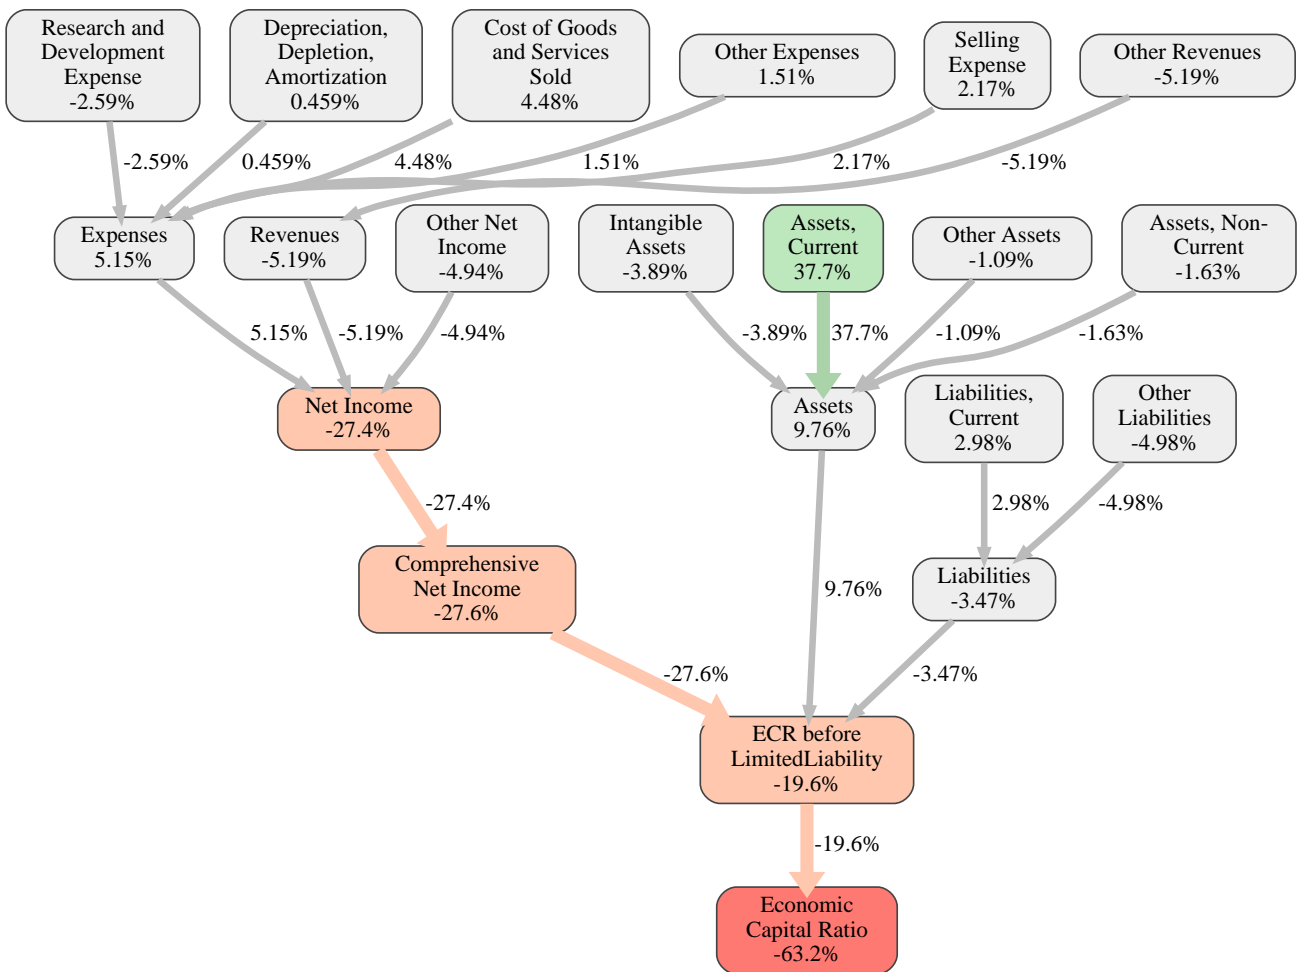 Research and
Development
Expense
-2.59%
Depreciation,
Depletion,
Amortization
0.459%
Cost of Goods
and Services
Sold
4.48%
Other Expenses
1.51%
Selling
Expense
2.17%
Other Revenues
-5.19%
-2.59%
0.459%
4.48%
1.51%
2.17%
-5.19%
Expenses
5.15%
Revenues
-5.19%
Other Net
Income
-4.94%
Intangible
Assets
-3.89%
Assets,
Current
37.7%
Other Assets
-1.09%
Assets, Non-
Current
-1.63%
5.15%
-5.19%
-4.94%
-3.89%
37.7%
-1.09%
-1.63%
Net Income
-27.4%
Assets
9.76%
Liabilities,
Current
2.98%
Other
Liabilities
-4.98%
-27.4%
2.98%
-4.98%
Comprehensive
Net Income
-27.6%
9.76%
Liabilities
-3.47%
-27.6%
-3.47%
ECR before
LimitedLiability
-19.6%
-19.6%
Economic
Capital Ratio
-63.2%